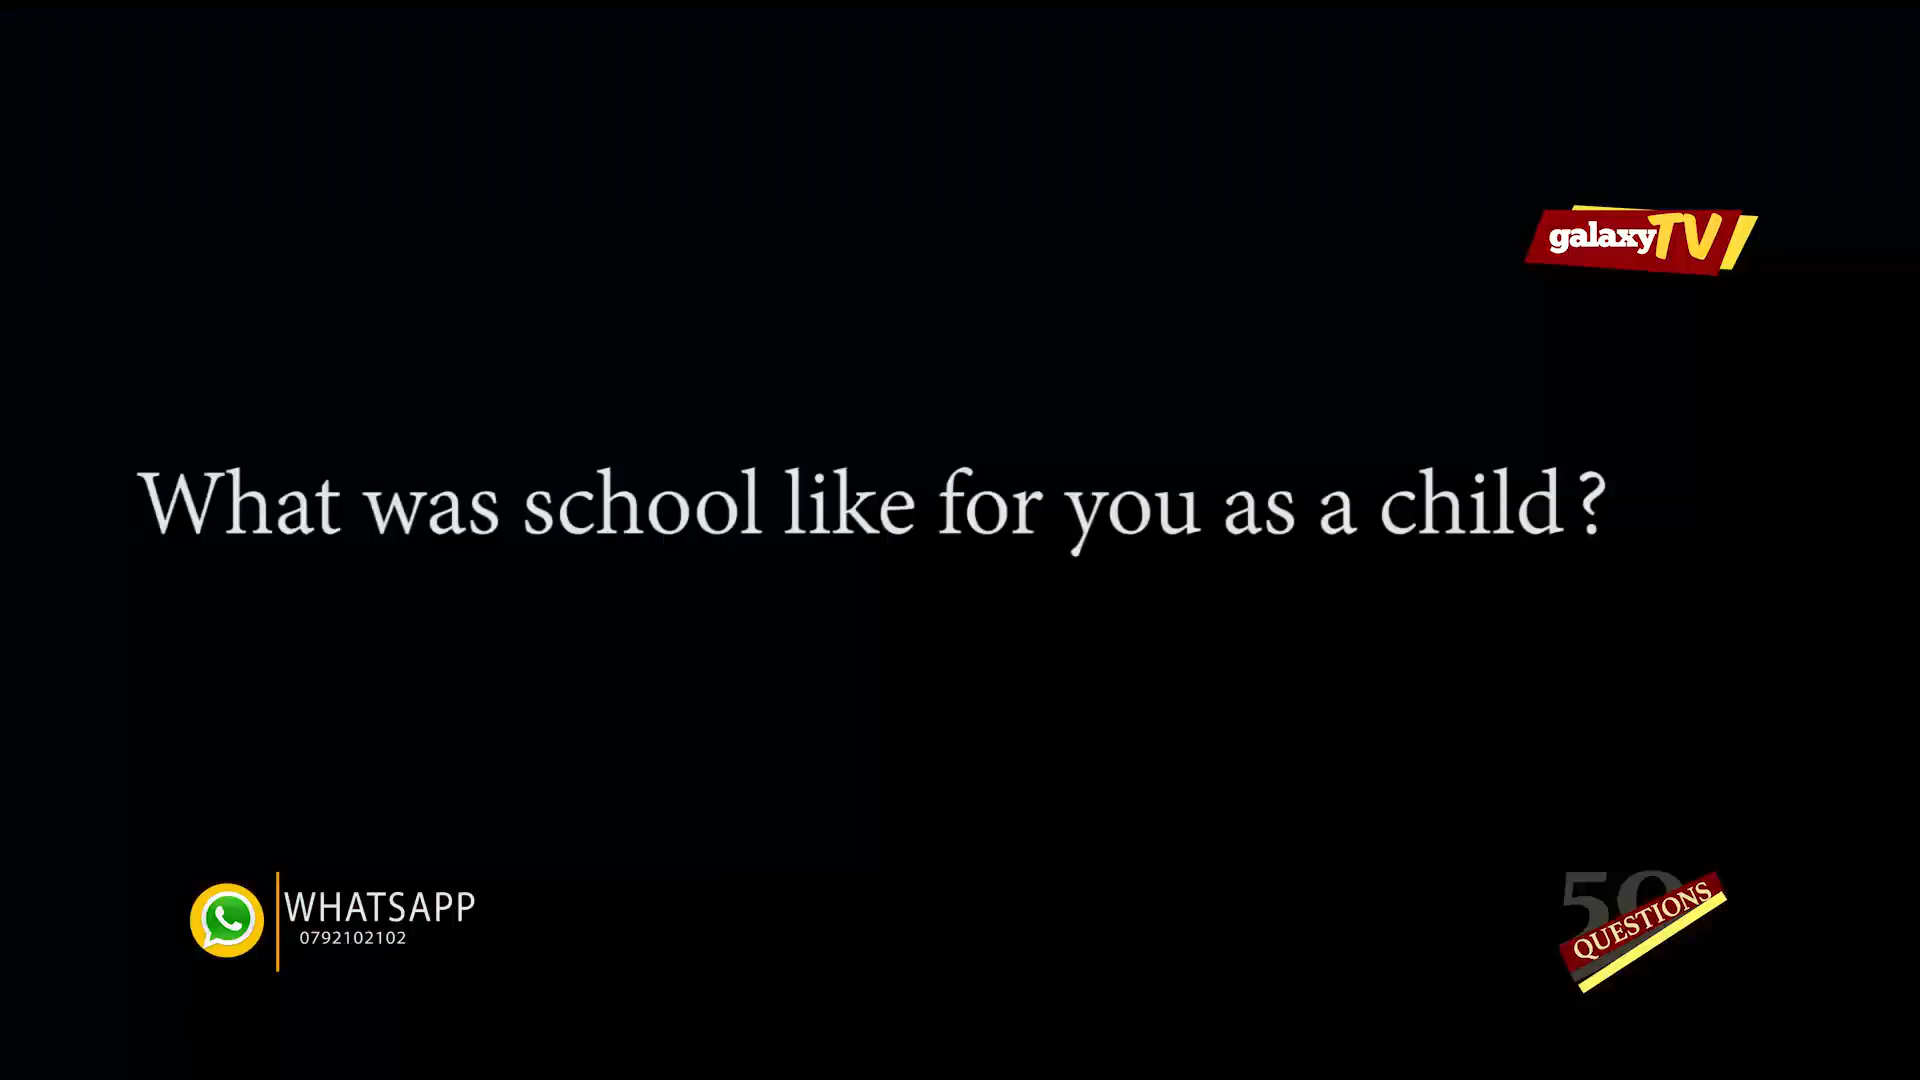 galaxyTV
What was school like for you as a child?
WHATSAPP
0792102102
50
QUESTIONS